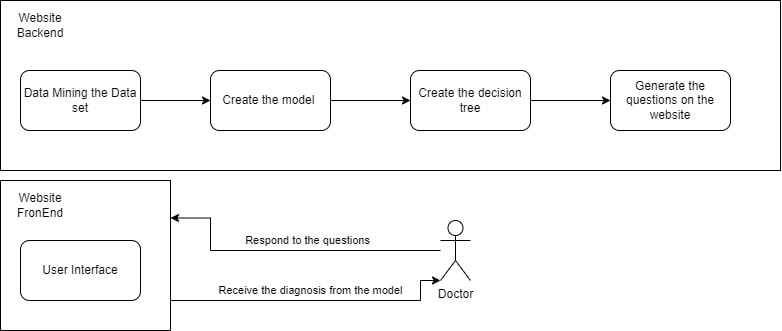 Website
Backend
Data Mining the Data
set
Create the model
Create the decision
tree
Generate the
questions on the
website
Website
FronEnd
User Interface
Respond to the questions
Receive the diagnosis from the model
Doctor